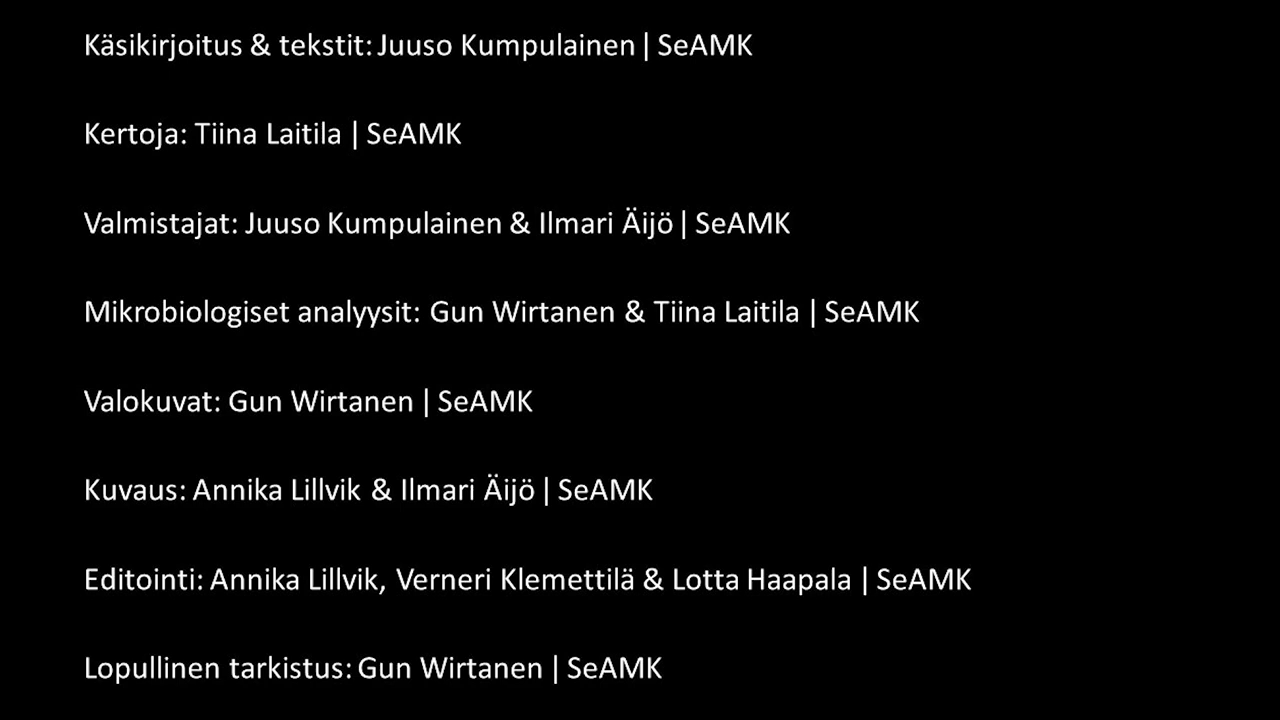 Käsikirjoitus & tekstit: Juuso Kumpulainen | SeAMK
Kertoja: Tiina Laitila | SeAMK
Valmistajat: Juuso Kumpulainen & Ilmari Äijö | SeAMK
Mikrobiologiset analyysit: Gun Wirtanen & Tiina Laitila | SeAMK
Valokuvat: Gun Wirtanen | SeAMK
Kuvaus: Annika Lillvik & Ilmari Äijö | SeAMK
Editointi: Annika Lillvik, Verneri Klemettilä & Lotta Haapala | SeAMK
Lopullinen tarkistus: Gun Wirtanen | SeAMK